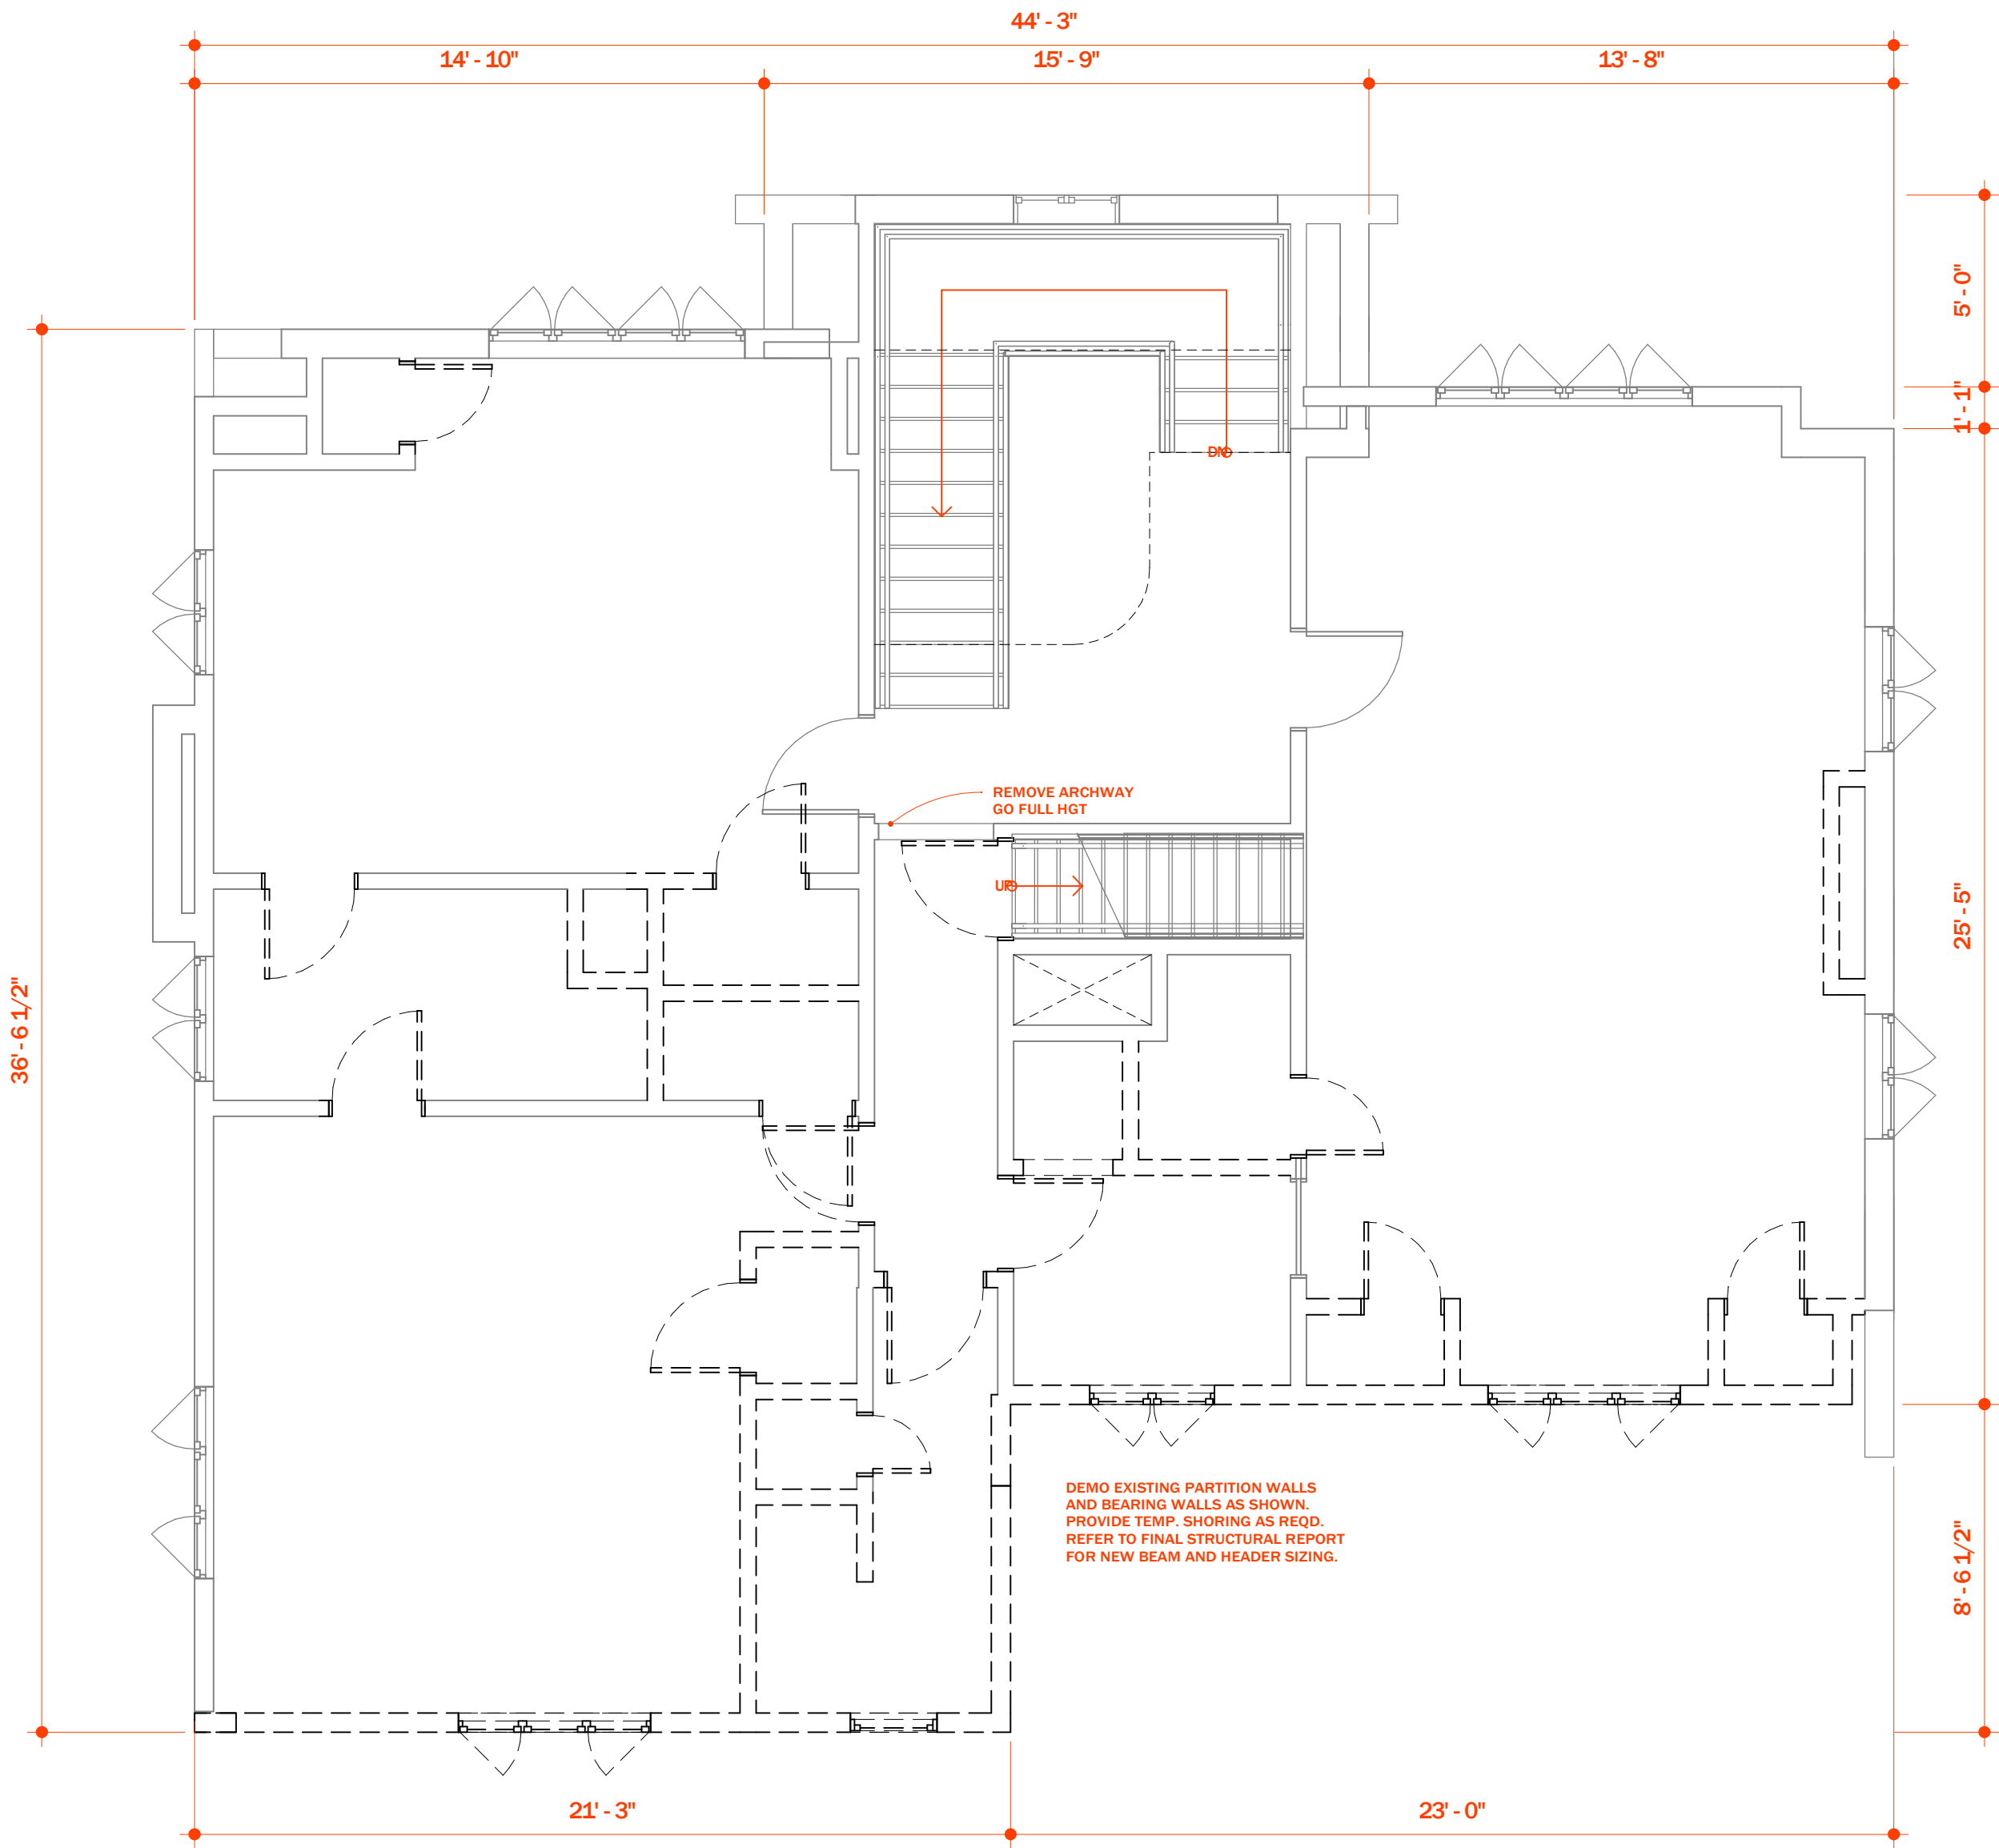 44' - 3"
14' - 10"
15' - 9"
13' - 8"
5' - 0"
1' - 1"
DN
REMOVE ARCHWAY
GO FULL HGT
UP
25' - 5"
36' - 6 1/2"
DEMO EXISTING PARTITION WALLS
AND BEARING WALLS AS SHOWN.
PROVIDE TEMP. SHORING AS REQD.
REFER TO FINAL STRUCTURAL REPORT
FOR NEW BEAM AND HEADER SIZING.
8' - 6 1/2"
21' - 3"
23' - 0"